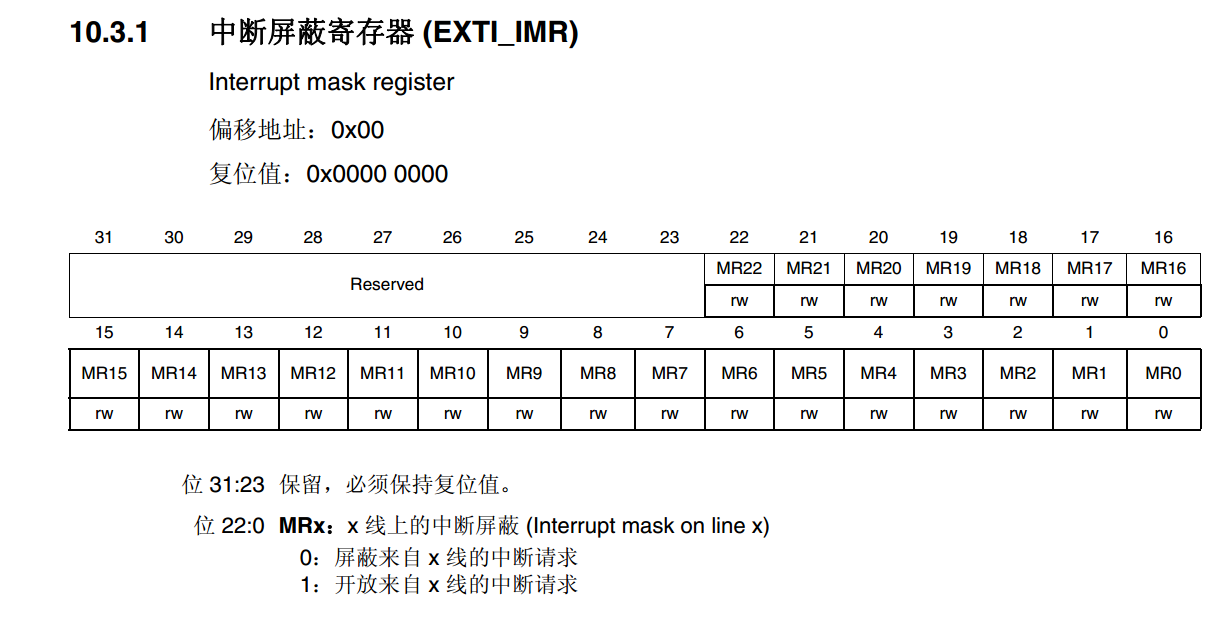 10.3.1 中断屏蔽寄存器 (EXTI_IMR)
Interrupt mask register
偏移地址：0x00
复位值：0x0000 0000
31 30 29 28 27 26 25 24 23 22 21 20 19 18 17 16
Reserved MR22 MR21 MR20 MR19 MR18 MR17 MR16
rw rw rw rw rw rw rw
15 14 13 12 11 10 9 8 7 6 5 4 3 2 1 0
MR15 MR14 MR13 MR12 MR11 MR10 MR9 MR8 MR7 MR6 MR5 MR4 MR3 MR2 MR1 MR0
rw rw rw rw rw rw rw rw rw rw rw rw rw rw rw rw
位 31:23 保留，必须保持复位值。
位 22:0 MRx：x 线上的中断屏蔽 (Interrupt mask on line x)
0：屏蔽来自 x 线的中断请求
1：开放来自 x 线的中断请求